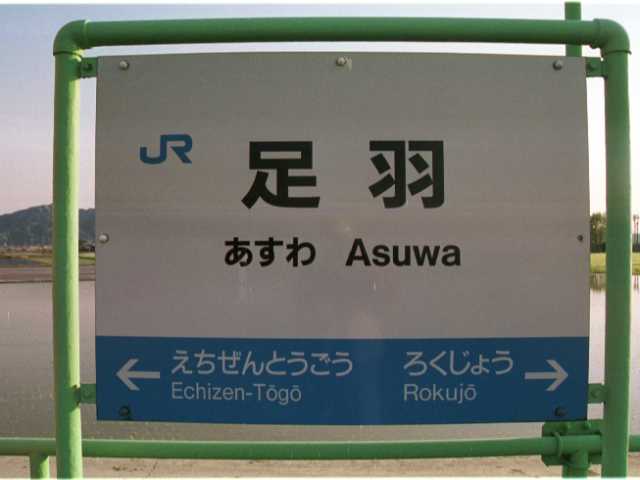 JR
足羽
あすわ Asuwa
← えちぜんとうごう ろくじょう →
Echizen-Tōgō Rokujō